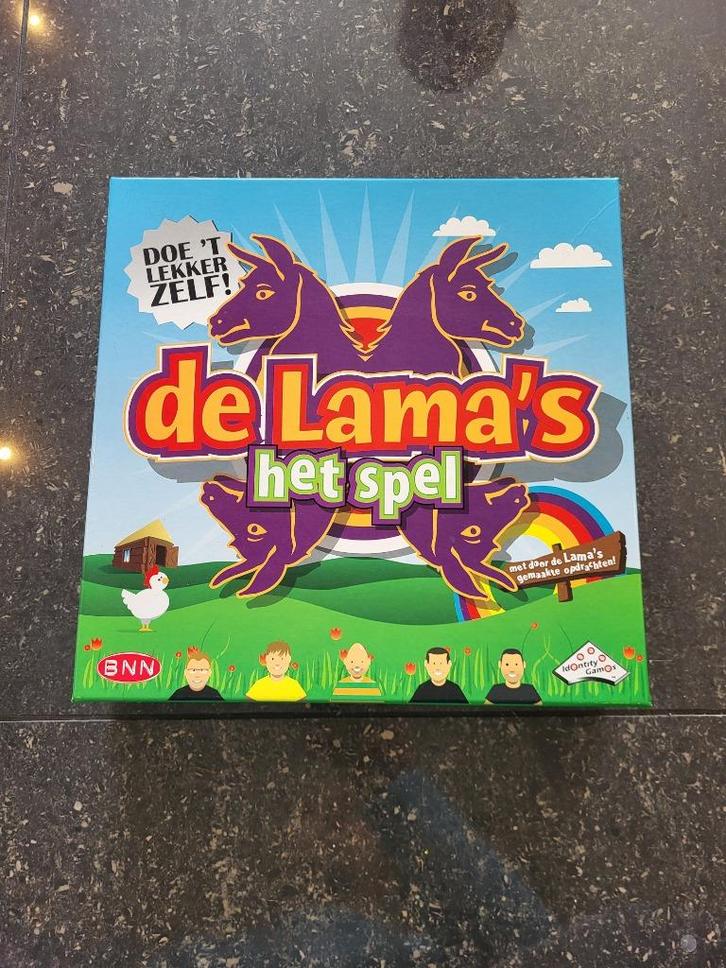 DOE 'T
LEKKER
ZELF!
de Lama's
het spel
met door de Lama's
gemaakte opdrachten!
BNN
Identity
Games